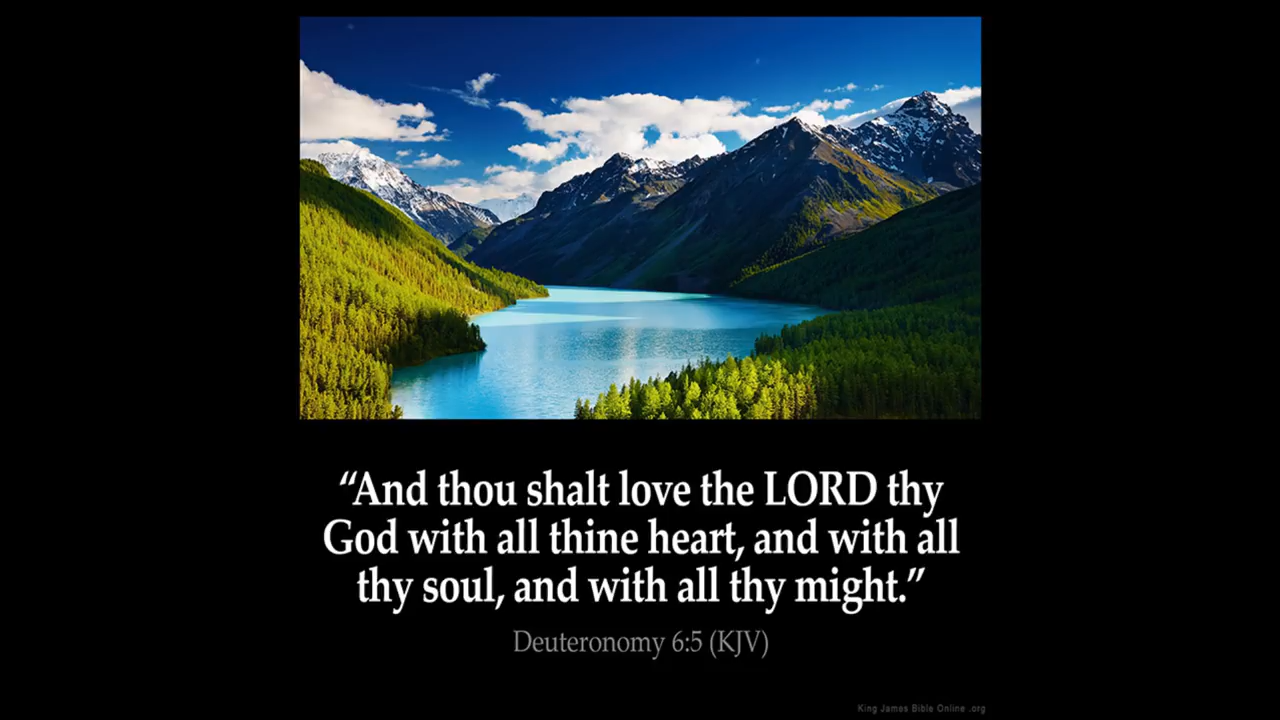 “And thou shalt love the LORD thy
God with all thine heart, and with all
thy soul, and with all thy might.”
Deuteronomy 6:5 (KJV)
King James Bible Online .org